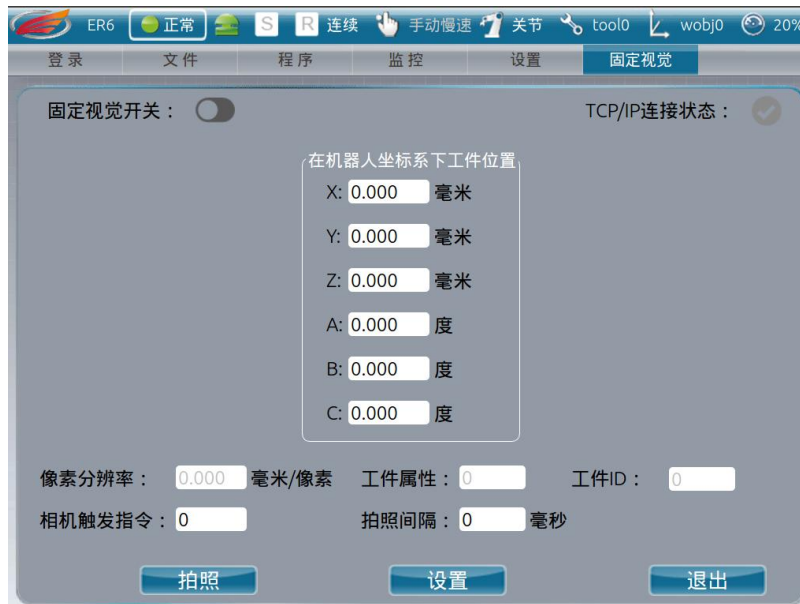 ER6 正常 S R 连续 手动慢速 关节 tool0 wobj0 20%
登录 文件 程序 监控 设置 固定视觉
固定视觉开关： TCP/IP连接状态：
在机器人坐标系下工件位置
X: 0.000 毫米
Y: 0.000 毫米
Z: 0.000 毫米
A: 0.000 度
B: 0.000 度
C: 0.000 度
像素分辨率： 0.000 毫米/像素 工件属性： 0 工件ID： 0
相机触发指令： 0 拍照间隔： 0 毫秒
拍照 设置 退出